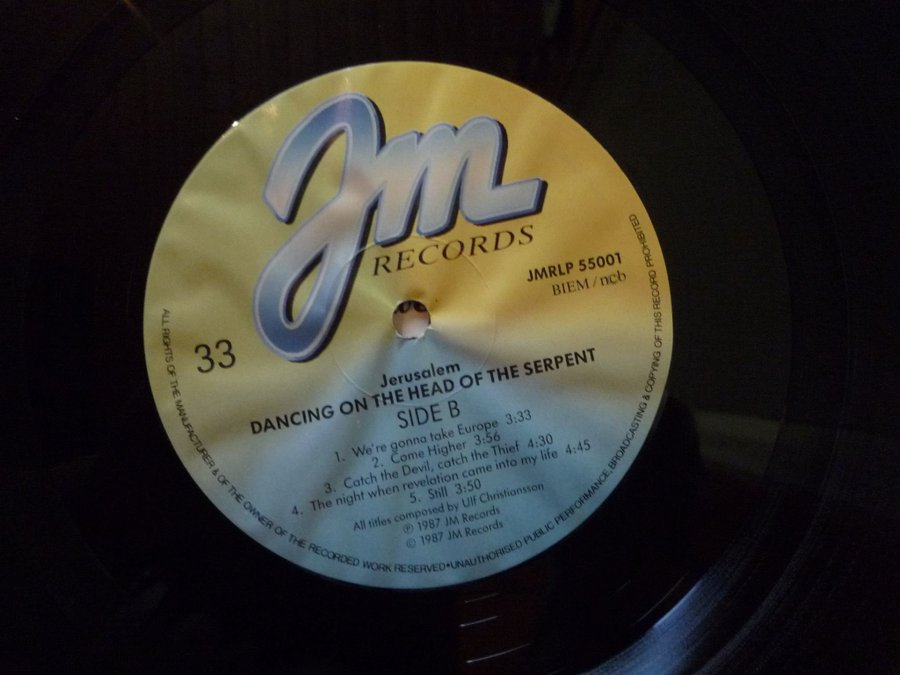 Jm
RECORDS
JMRLP 55001
BIEM/ncb
33
Jerusalem
DANCING ON THE HEAD OF THE SERPENT
SIDE B
1. We're gonna take Europe 3:33
2. Come Higher 3:56
3. Catch the Devil, catch the Thief 4:30
4. The night when revelation came into my life 4:45
5. Still 3:50
All titles composed by Ulf Christiansson
℗ 1987 JM Records
© 1987 JM Records
ALL RIGHTS OF THE MANUFACTURER & OF THE OWNER OF THE RECORDED WORK RESERVED•UNAUTHORISED PUBLIC PERFORMANCE, BROADCASTING & COPYING OF THIS RECORD PROHIBITED